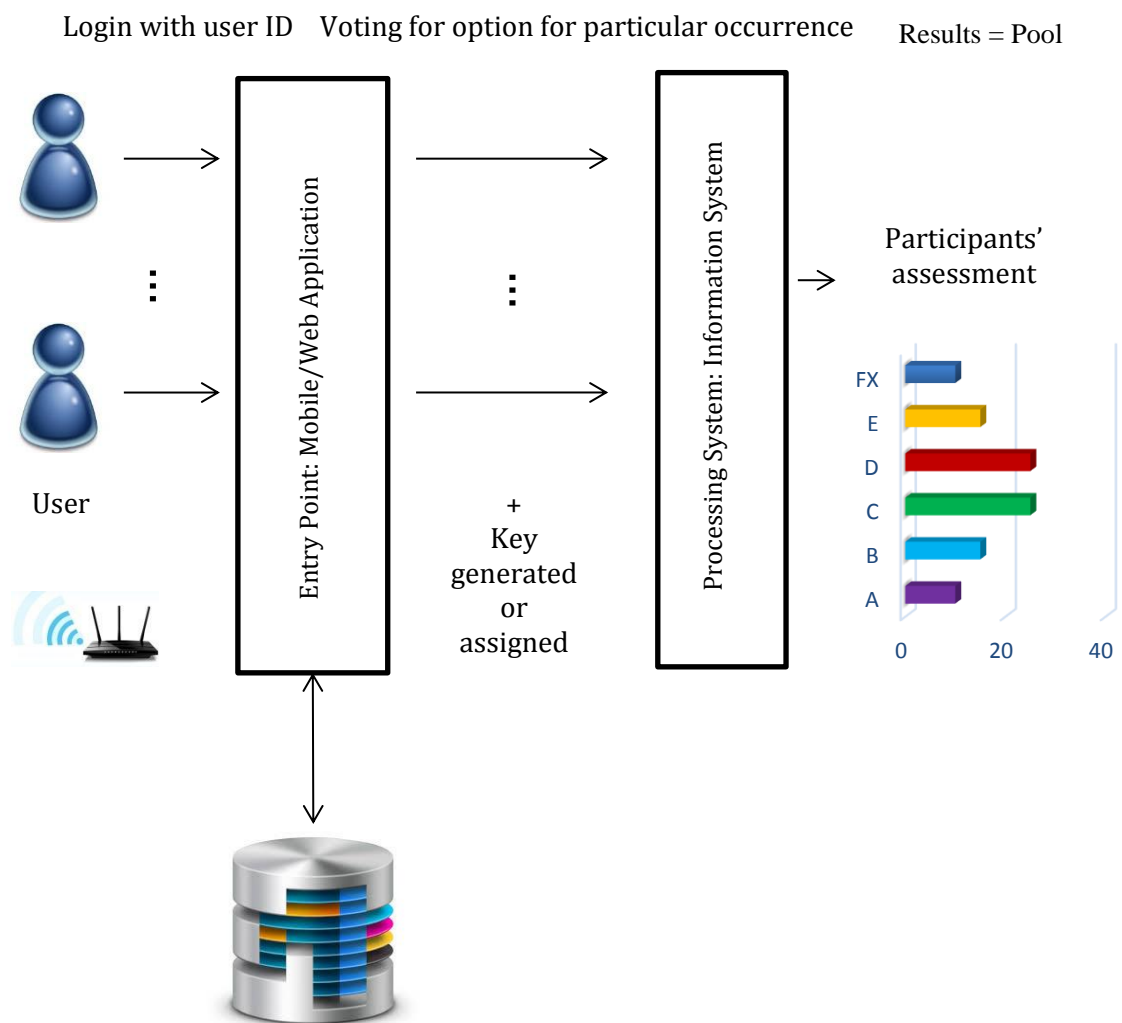 Login with user ID
Voting for option for particular occurrence
Results = Pool
Entry Point: Mobile/Web Application
Processing System: Information System
User
+
Key
generated
or
assigned
Participants’
assessment
FX
E
D
C
B
A
0 20 40